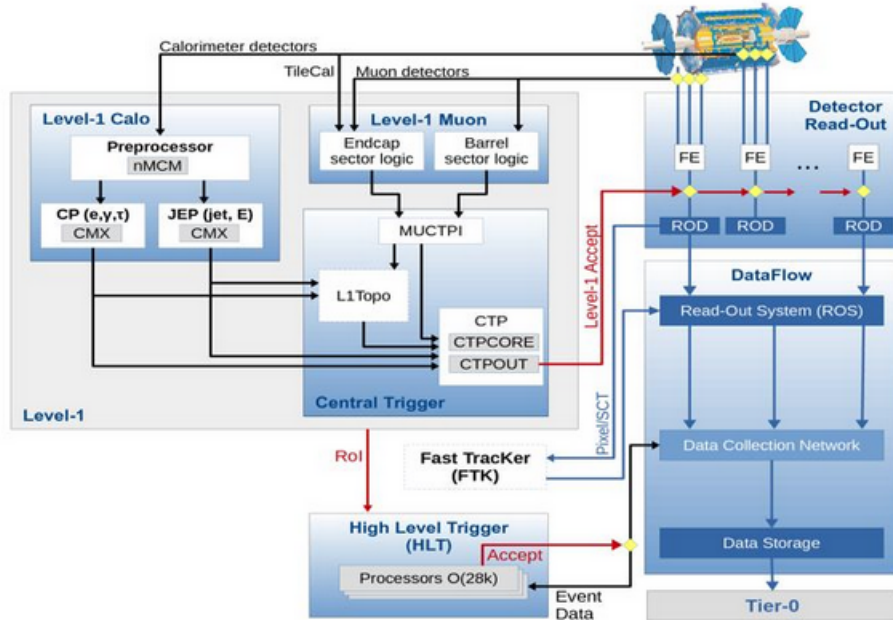 Calorimeter detectors
TileCal
Muon detectors
Level-1 Calo
Preprocessor
nMCM
CP (e,γ,τ)
CMX
JEP (jet, E)
CMX
Level-1 Muon
Endcap
sector logic
Barrel
sector logic
MUCTPI
L1Topo
CTP
CTPCORE
CTPOUT
Central Trigger
Level-1
Level-1 Accept
Detector
Read-Out
FE
FE
...
FE
ROD
ROD
ROD
DataFlow
Read-Out System (ROS)
Pixel/SCT
Data Collection Network
Data Storage
Tier-0
RoI
Fast TracKer
(FTK)
High Level Trigger
(HLT)
Accept
Processors O(28k)
Event
Data